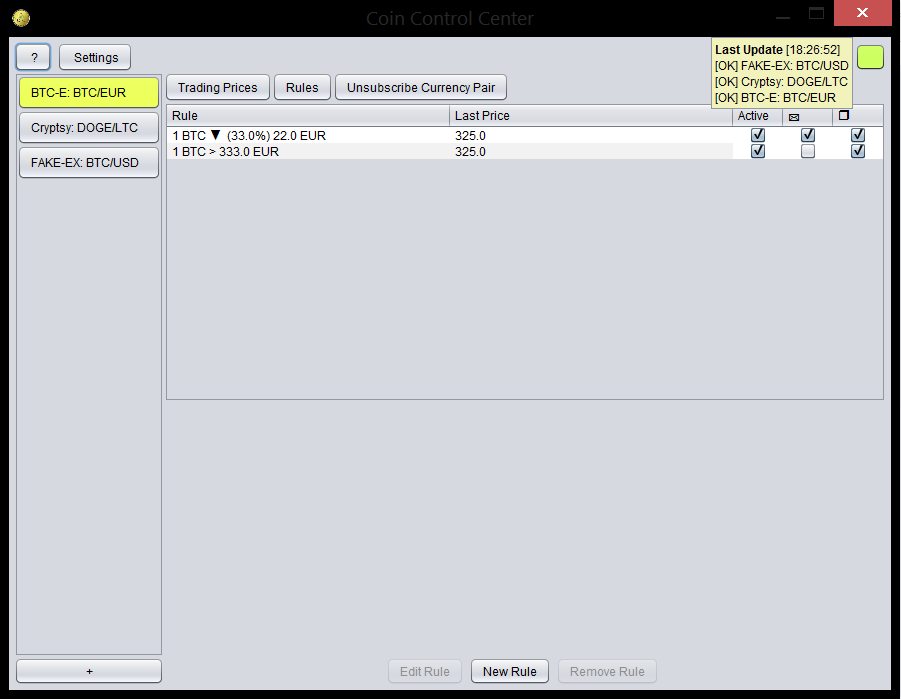 Coin Control Center
?
Settings
Last Update [18:26:52]
[OK] FAKE-EX: BTC/USD
[OK] Cryptsy: DOGE/LTC
[OK] BTC-E: BTC/EUR
BTC-E: BTC/EUR
Cryptsy: DOGE/LTC
FAKE-EX: BTC/USD
Trading Prices Rules Unsubscribe Currency Pair
Rule Last Price Active
1 BTC ▼ (33.0%) 22.0 EUR 325.0
1 BTC > 333.0 EUR 325.0
+
Edit Rule New Rule Remove Rule